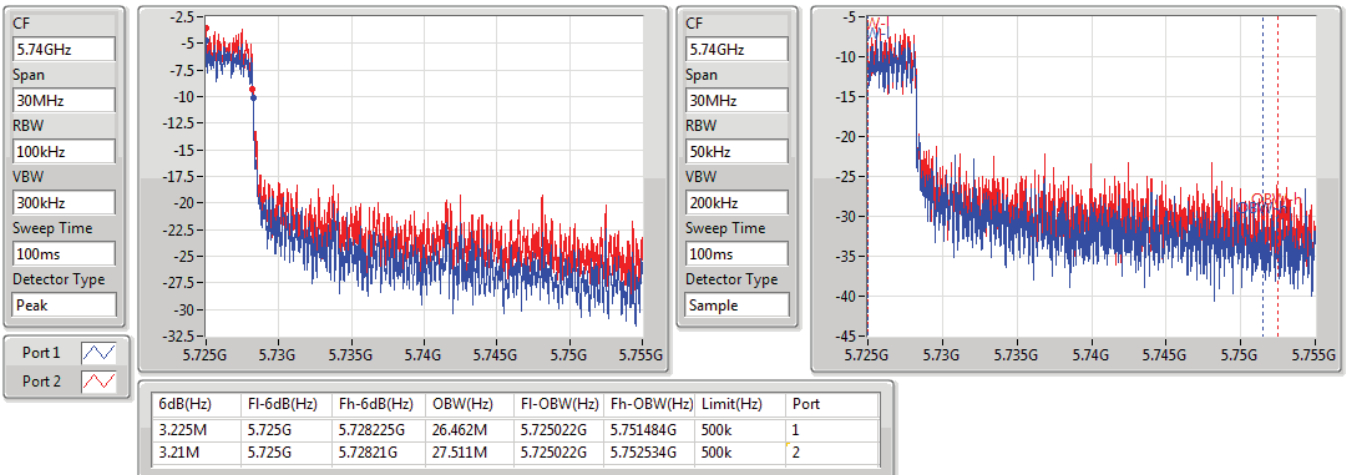 CF
5.74GHz
Span
30MHz
RBW
100kHz
VBW
300kHz
Sweep Time
100ms
Detector Type
Peak
Port 1
Port 2
-2.5
-5
-7.5
-10
-12.5
-15
-17.5
-20
-22.5
-25
-27.5
-30
-32.5
5.725G 5.73G 5.735G 5.74G 5.745G 5.75G 5.755G
CF
5.74GHz
Span
30MHz
RBW
50kHz
VBW
200kHz
Sweep Time
100ms
Detector Type
Sample
-5
-10
-15
-20
-25
-30
-35
-40
-45
5.725G 5.73G 5.735G 5.74G 5.745G 5.75G 5.755G
6dB(Hz) Fl-6dB(Hz) Fh-6dB(Hz) OBW(Hz) Fl-OBW(Hz) Fh-OBW(Hz) Limit(Hz) Port
3.225M 5.725G 5.728225G 26.462M 5.725022G 5.751484G 500k 1
3.21M 5.725G 5.72821G 27.511M 5.725022G 5.752534G 500k 2